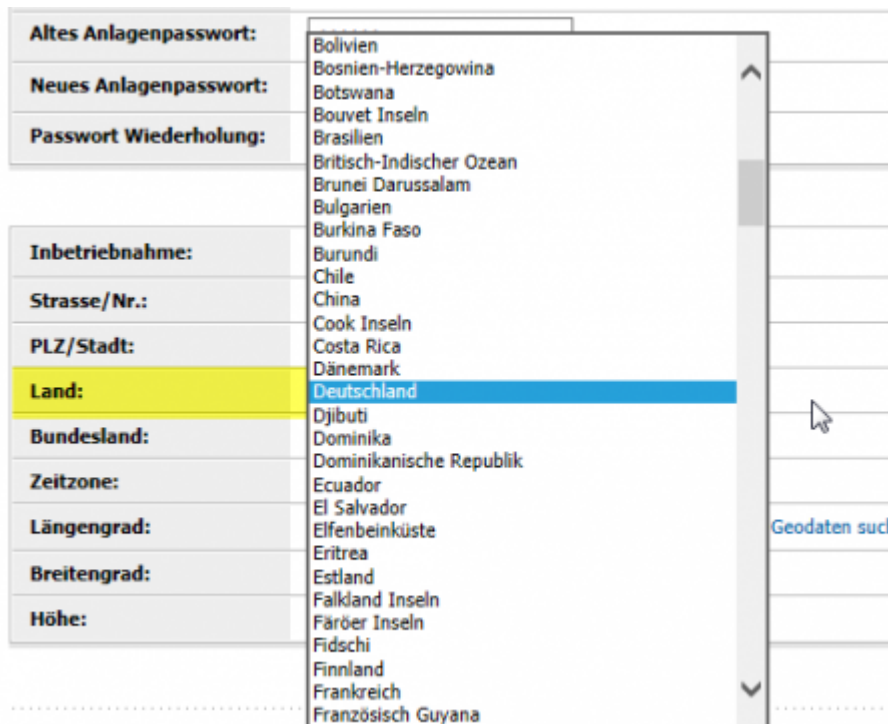 Altes Anlagenpasswort:
Neues Anlagenpasswort:
Passwort Wiederholung:
Inbetriebnahme:
Strasse/Nr.:
PLZ/Stadt:
Land:
Bundesland:
Zeitzone:
Längengrad:
Breitengrad:
Höhe:
Bolivien
Bosnien-Herzegowina
Botswana
Bouvet Inseln
Brasilien
Britisch-Indischer Ozean
Brunei Darussalam
Bulgarien
Burkina Faso
Burundi
Chile
China
Cook Inseln
Costa Rica
Dänemark
Deutschland
Djibuti
Dominika
Dominikanische Republik
Ecuador
El Salvador
Elfenbeinküste
Eritrea
Estland
Falkland Inseln
Färöer Inseln
Fidschi
Finnland
Frankreich
Französisch Guyana
Geodaten such